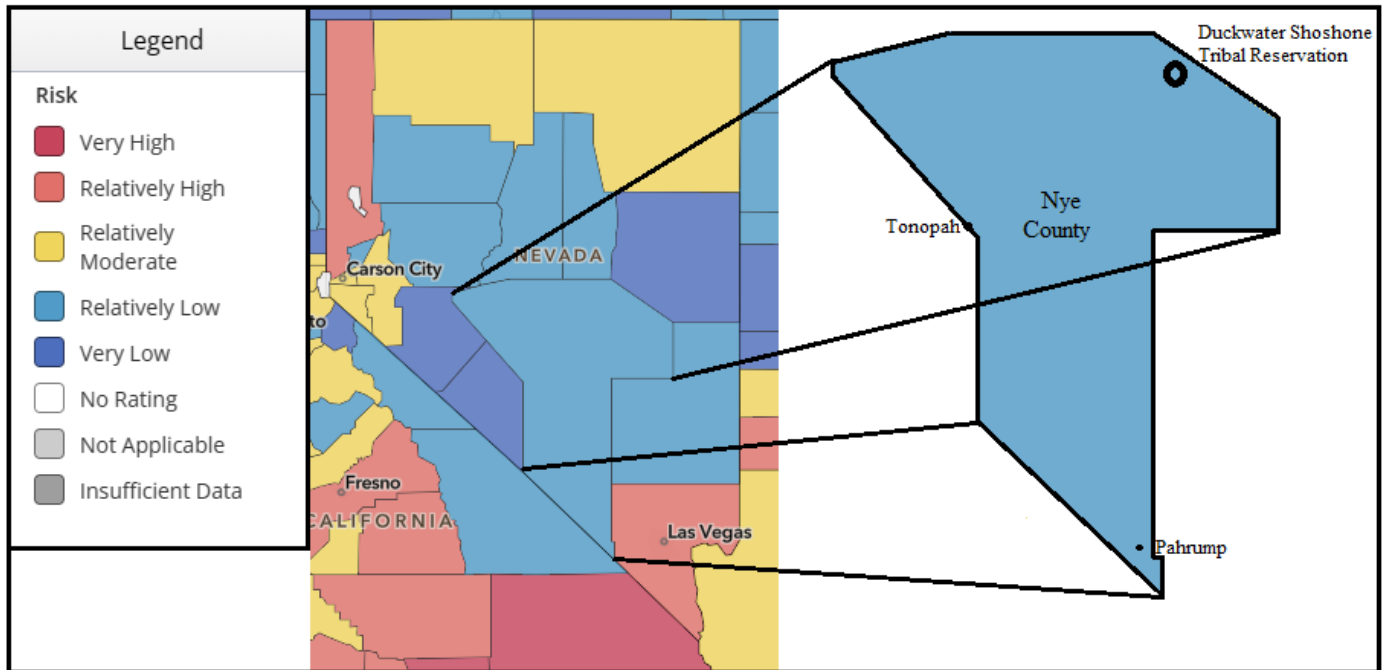 Legend
Risk
Very High
Relatively High
Relatively
Moderate
Relatively Low
Very Low
No Rating
Not Applicable
Insufficient Data
Carson City
NEVADA
to
Fresno
CALIFORNIA
Las Vegas
Duckwater Shoshone
Tribal Reservation
Nye
County
Tonopah
Pahrump